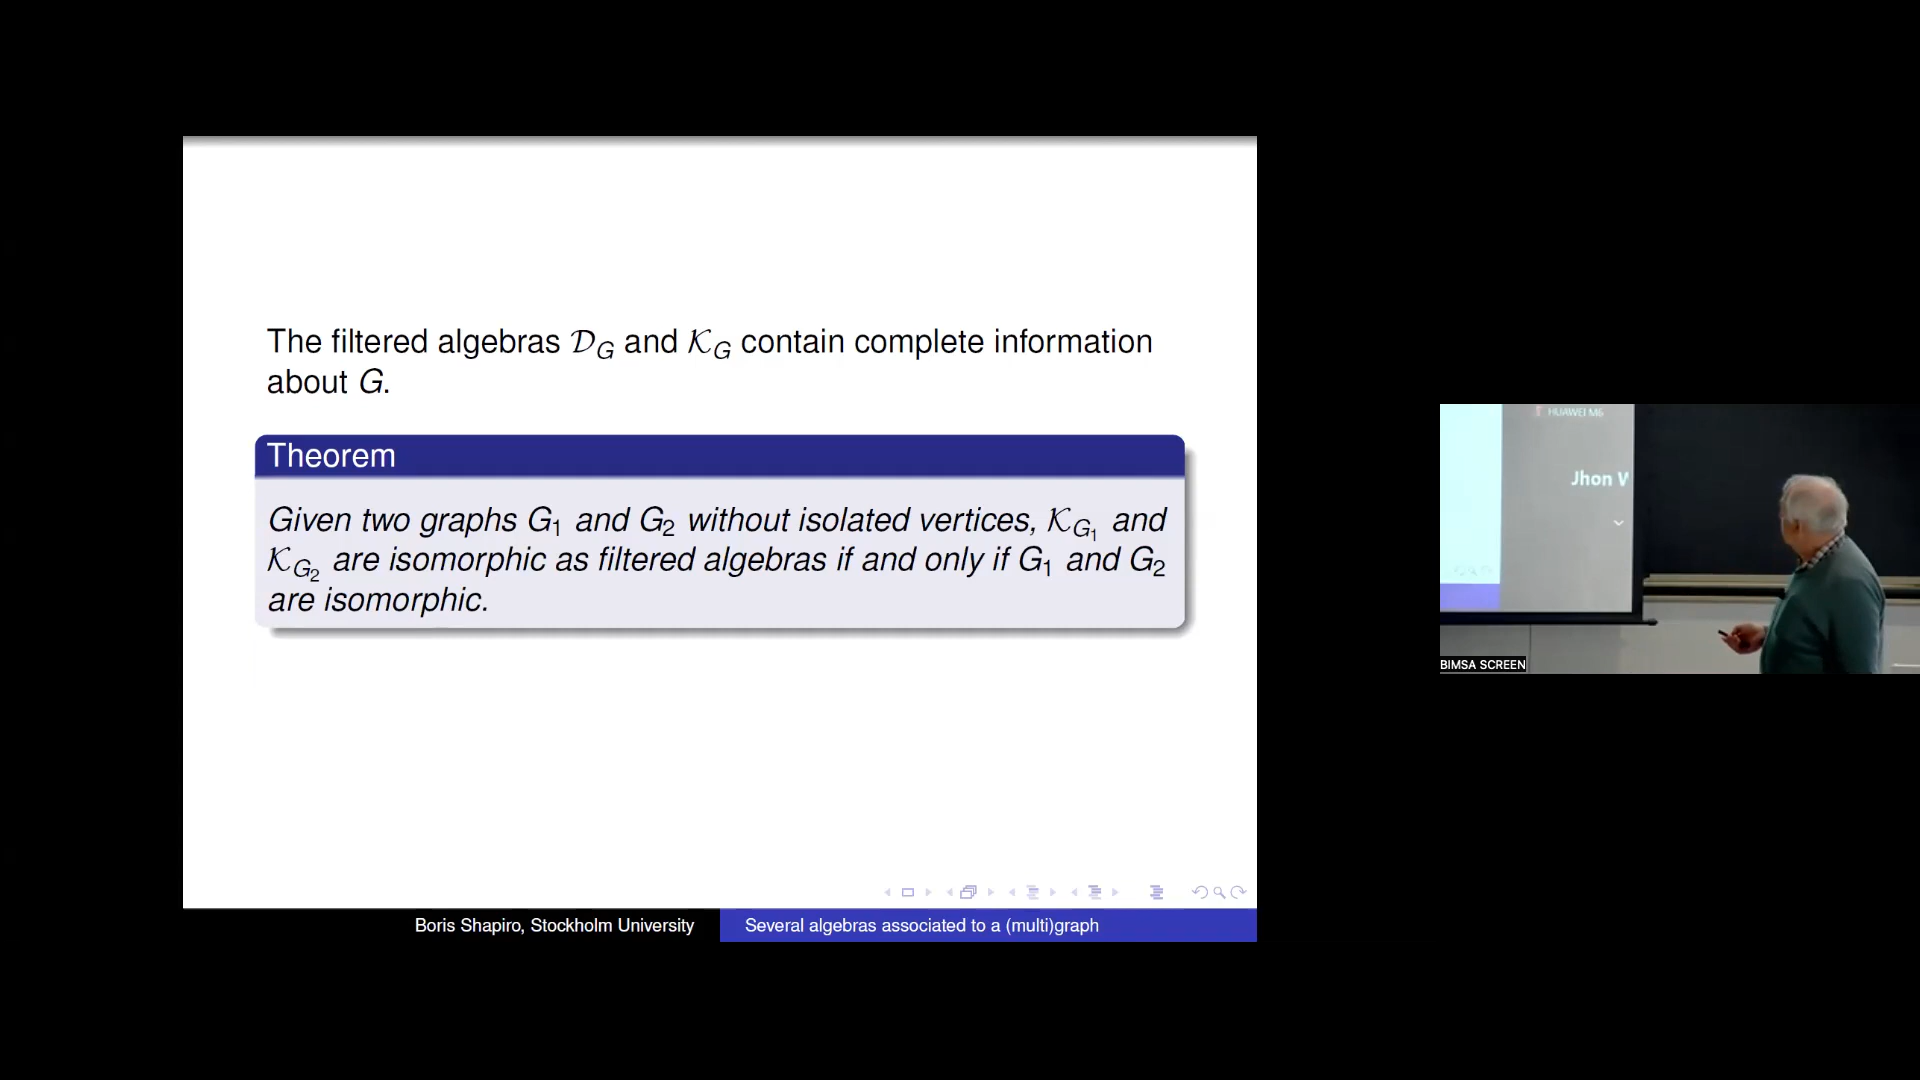 The filtered algebras 𝒟_G and 𝒦_G contain complete information
about G.
Theorem
Given two graphs G₁ and G₂ without isolated vertices, 𝒦_G₁ and
𝒦_G₂ are isomorphic as filtered algebras if and only if G₁ and G₂
are isomorphic.
Boris Shapiro, Stockholm University
Several algebras associated to a (multi)graph
HUAWEI M6
Jhon
BIMSA SCREEN